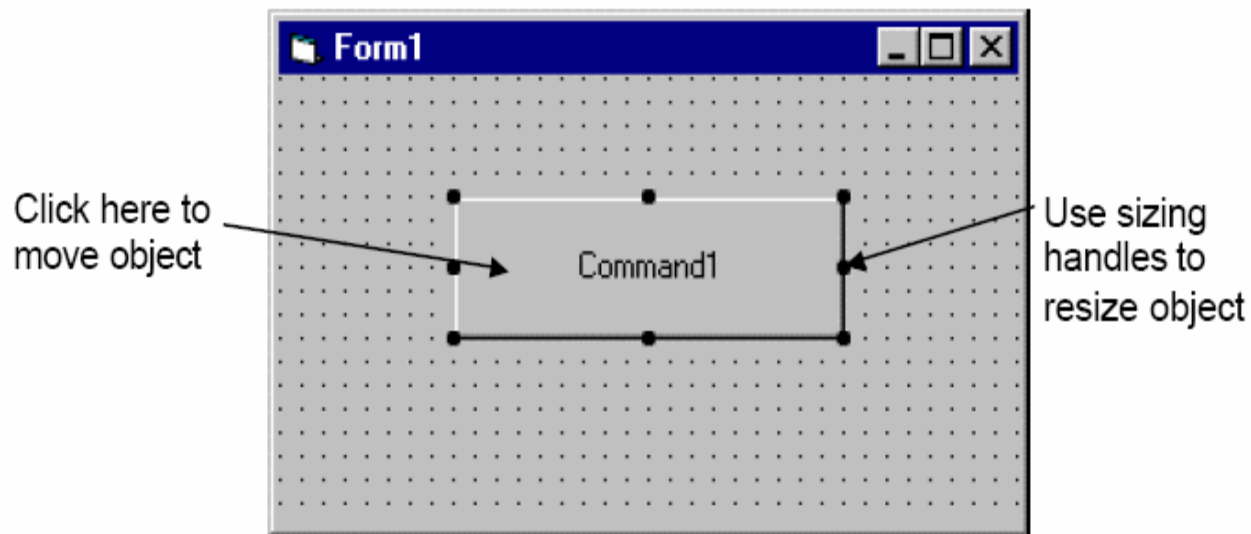 Form1
Click here to
move object
Command1
Use sizing
handles to
resize object